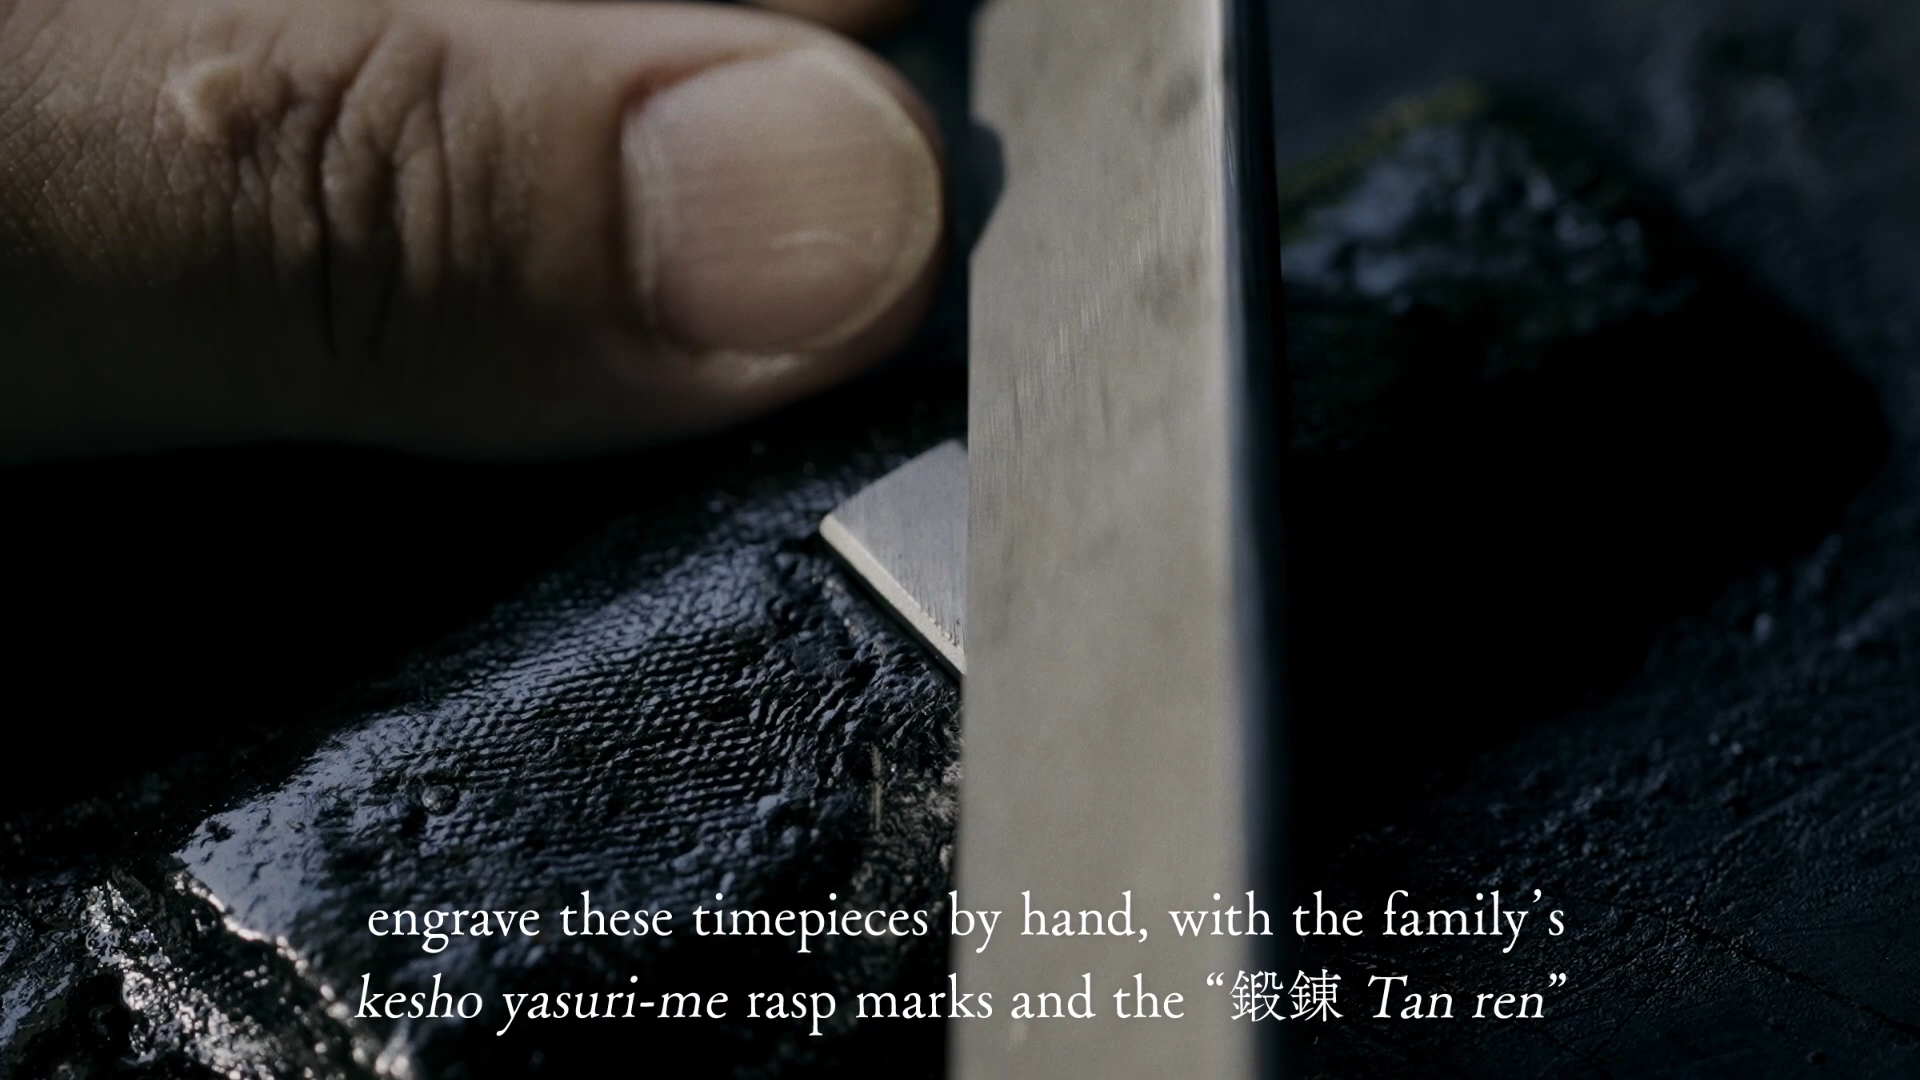 engrave these timepieces by hand, with the family’s
kesho yasuri-me rasp marks and the “鍛錬 Tan ren”